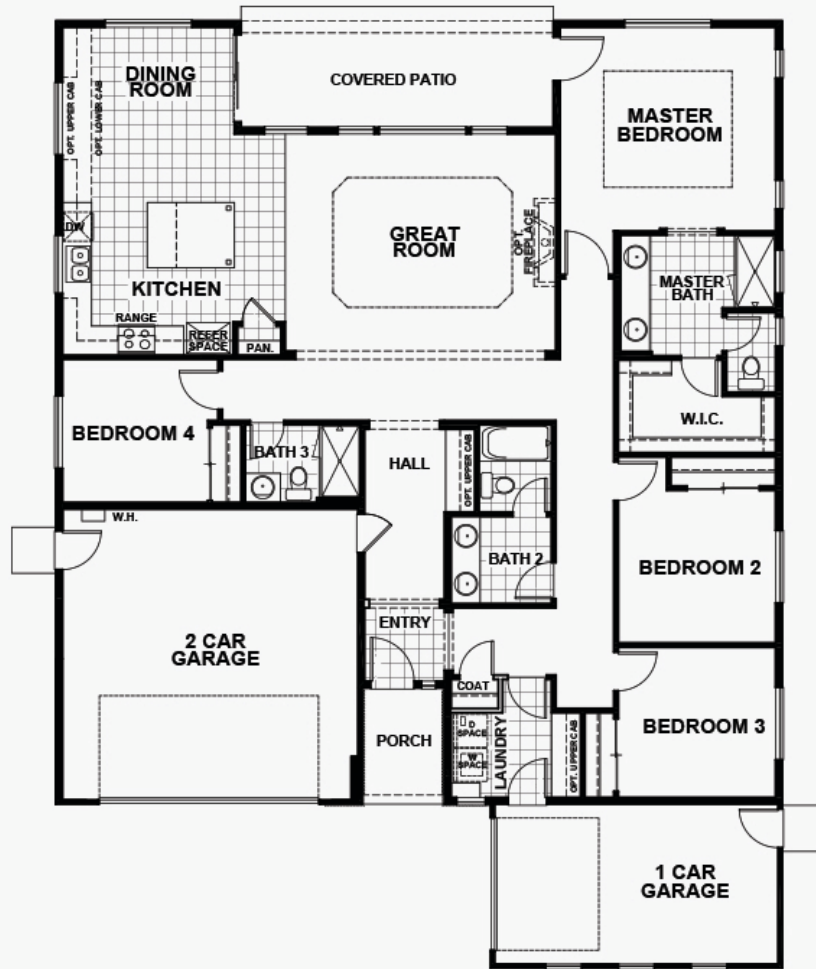 DINING
ROOM
COVERED PATIO
MASTER
BEDROOM
OPT. UPPER CAB
OPT. LOWER CAB
GREAT
ROOM
OPT.
FIREPLACE
DW
KITCHEN
MASTER
BATH
RANGE
REFER
SPACE
PAN.
W.I.C.
BEDROOM 4
BATH 3
HALL
OPT. UPPER CAB
W.H.
BATH 2
BEDROOM 2
2 CAR
GARAGE
ENTRY
COAT
PORCH
D
SPACE
W
SPACE
LAUNDRY
OPT. UPPER CAB
BEDROOM 3
1 CAR
GARAGE